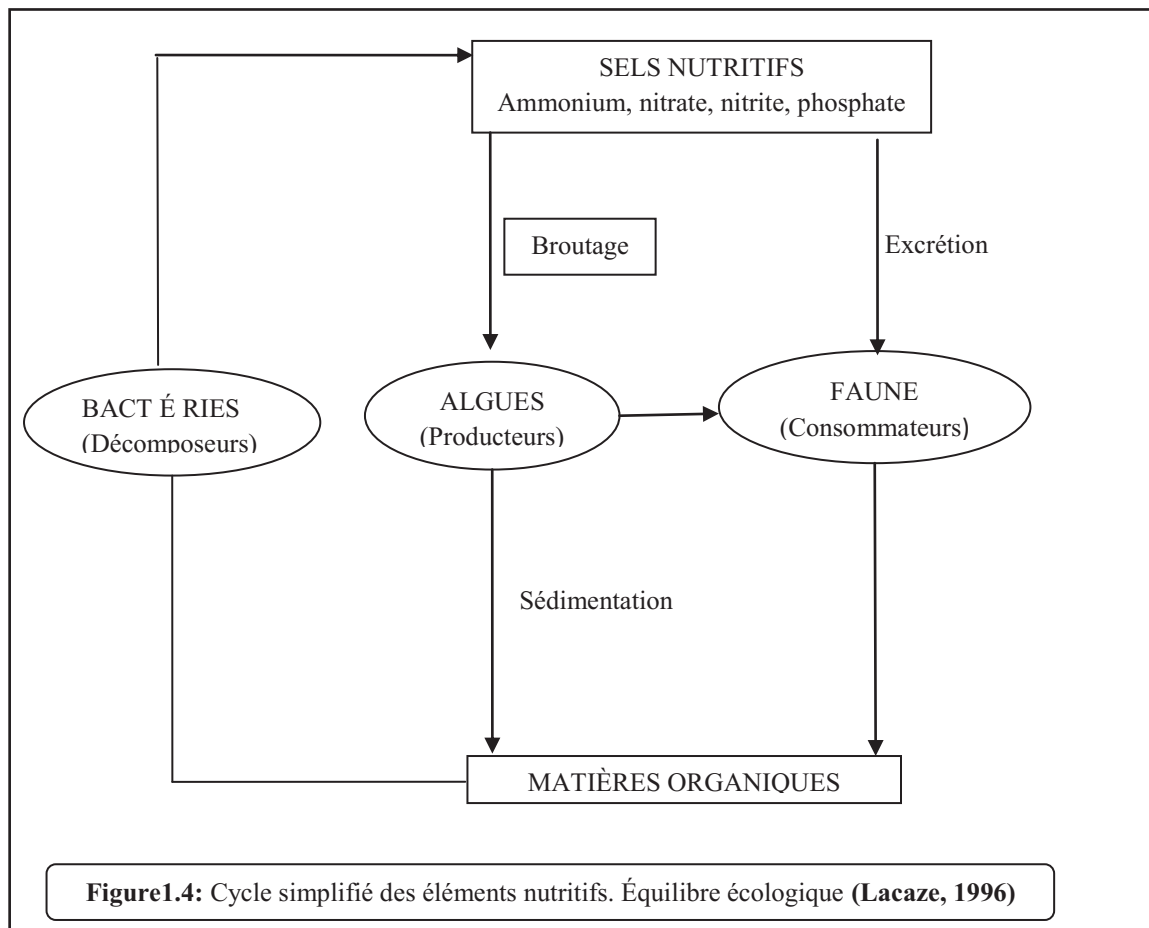 SELS NUTRITIFS
Ammonium, nitrate, nitrite, phosphate
Broutage
Excrétion
BACT É RIES
(Décomposeurs)
ALGUES
(Producteurs)
FAUNE
(Consommateurs)
Sédimentation
MATIÈRES ORGANIQUES
Figure1.4: Cycle simplifié des éléments nutritifs. Équilibre écologique (Lacaze, 1996)